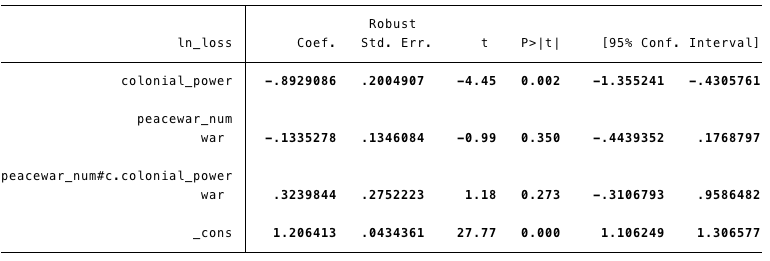 Robust
ln_loss Coef. Std. Err. t P>|t| [95% Conf. Interval]
colonial_power -.8929086 .2004907 -4.45 0.002 -1.355241 -.4305761
peacewar_num
war -.1335278 .1346084 -0.99 0.350 -.4439352 .1768797
peacewar_num#c.colonial_power
war .3239844 .2752223 1.18 0.273 -.3106793 .9586482
_cons 1.206413 .0434361 27.77 0.000 1.106249 1.306577